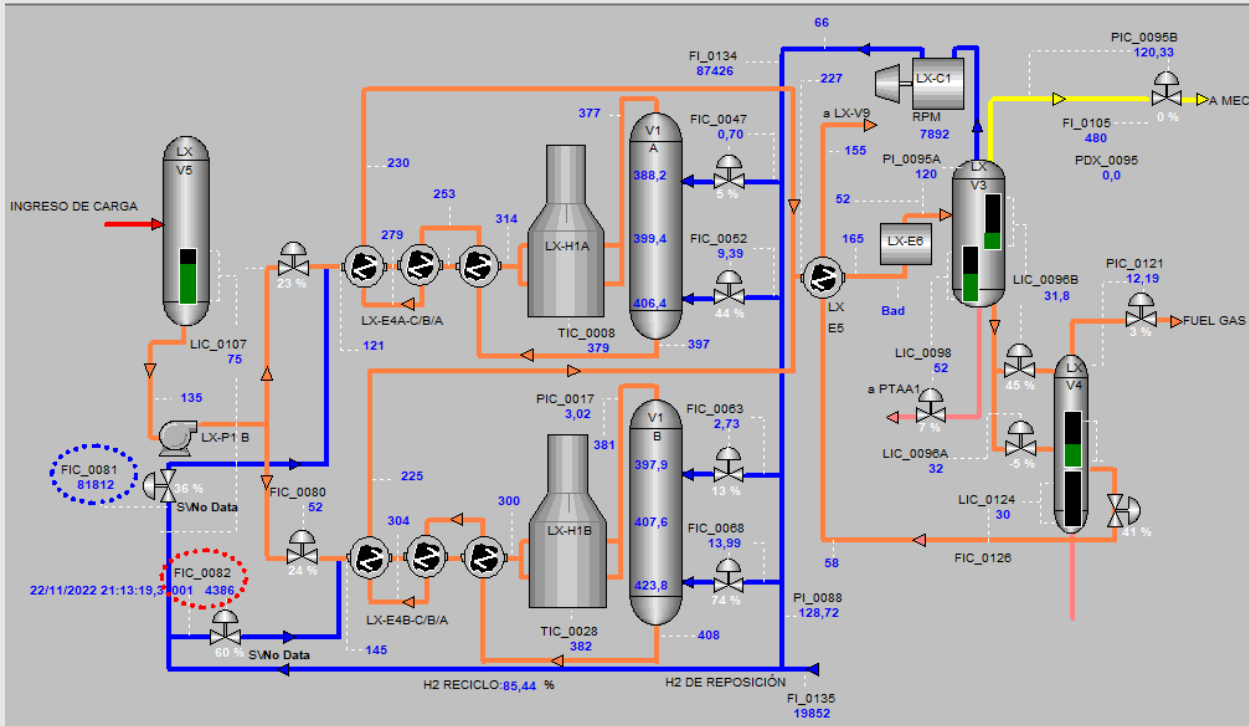 66
PIC_0095B
120,33
FI_0134
87426
227
LX-C1
A MEC
0 %
377
FIC_0047
0,70
a LX-V9
RPM
7892
FI_0105
480
LX
V5
V1
A
230
155
PI_0095A
120
PDX_0095
0,0
LX
V3
388,2
5 %
INGRESO DE CARGA
253
314
52
279
LX-H1A
399,4
FIC_0052
9,39
165
LX-E6
PIC_0121
12,19
23 %
LIC_0096B
31,8
406,4
44 %
LX
E5
Bad
FUEL GAS
3 %
LX-E4A-C/B/A
TIC_0008
379
397
LIC_0107
75
121
LIC_0098
52
LX
V4
45 %
135
PIC_0017
3,02
V1
B
FIC_0063
2,73
a PTAA1
7 %
LX-P1 B
381
LIC_0096A
32
-5 %
FIC_0081
81812
36 %
SV No Data
FIC_0080
52
225
397,9
13 %
304
300
LX-H1B
407,6
FIC_0068
13,99
LIC_0124
30
41 %
24 %
FIC_0126
58
FIC_0082
22/11/2022 21:13:19,3
001
4386
423,8
74 %
PI_0088
128,72
LX-E4B-C/B/A
TIC_0028
382
408
60 %
SV No Data
145
H2 RECICLO: 85,44 %
H2 DE REPOSICIÓN
FI_0135
19852